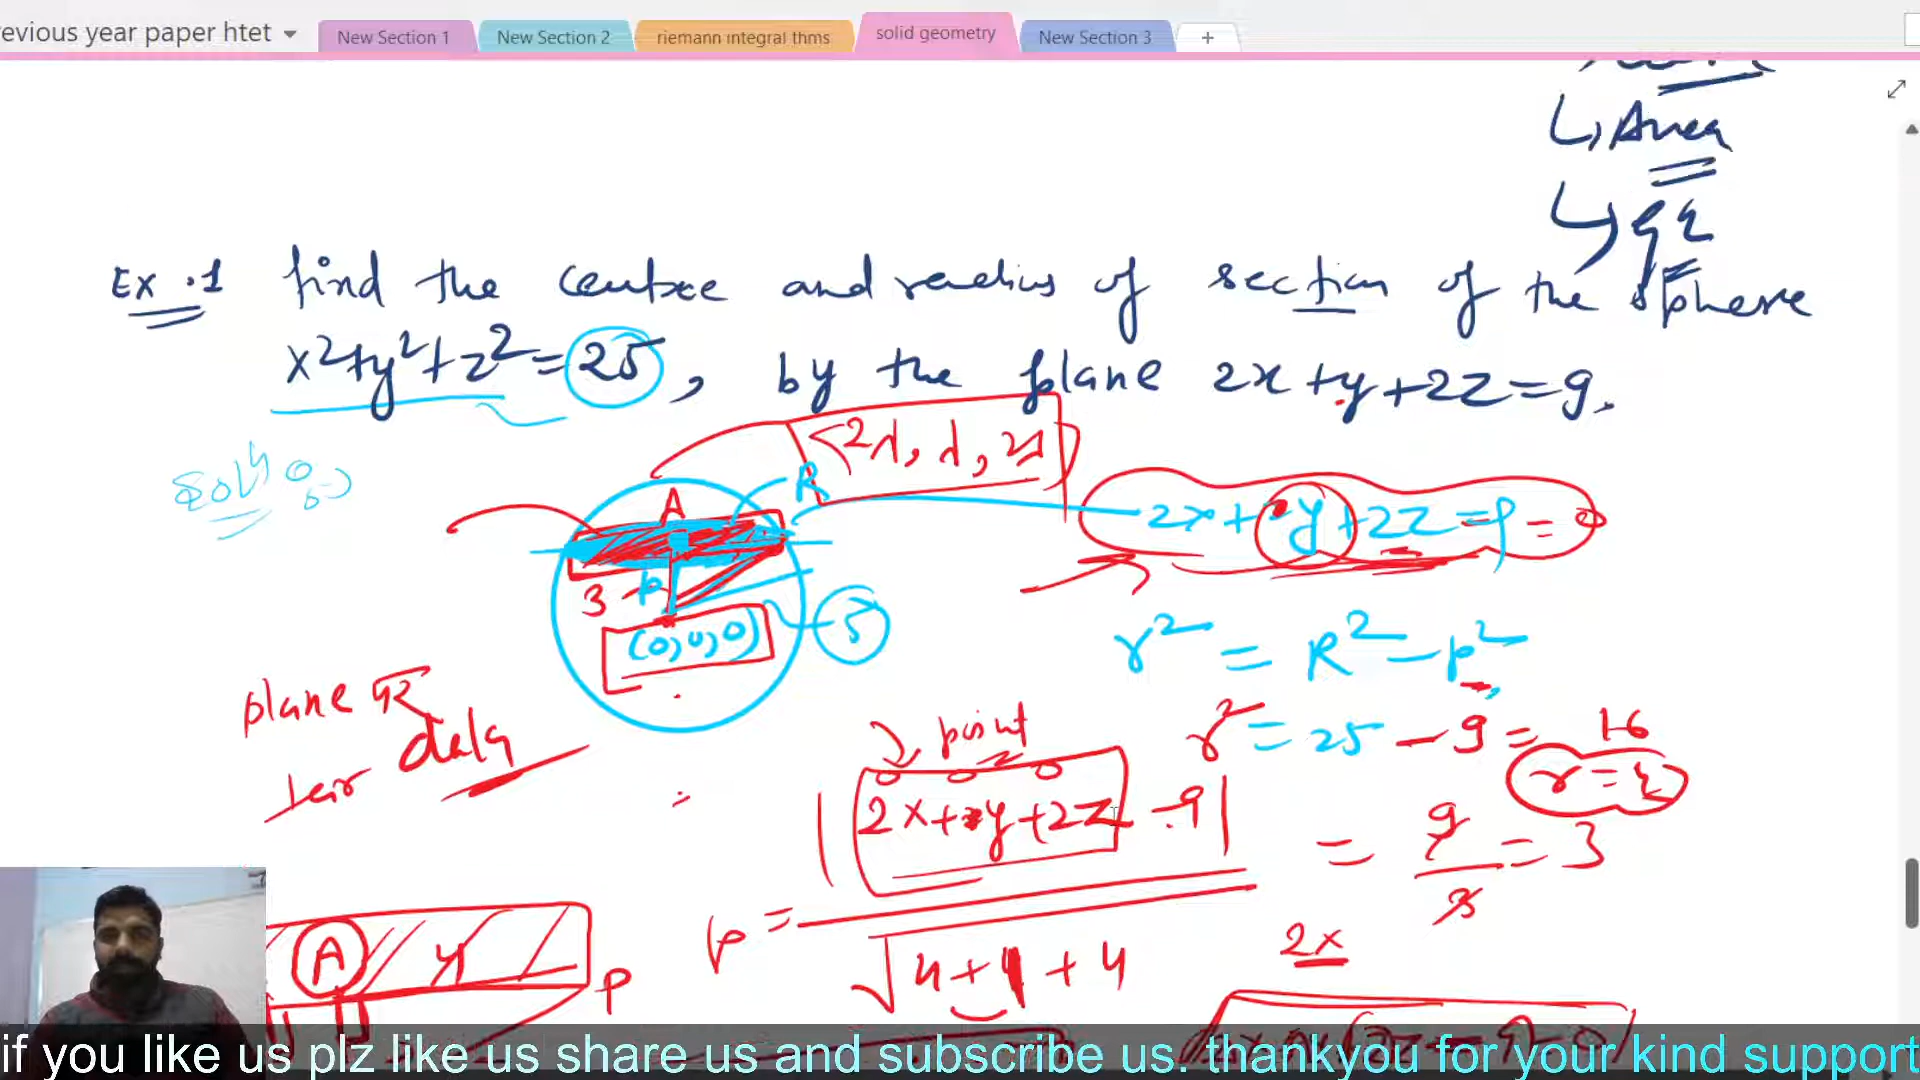 evious year paper htet
New Section 1
New Section 2
riemann integral thms
solid geometry
New Section 3
+
Area
Ex.1 find the centre and radius of section of the sphere
x²+y²+z²=25, by the plane 2x+y+2z=9.
Solⁿ
(2λ, λ, 2λ)
R
A
2x+y+2z=9=0
3
P
(0,0,0)
5
r² = R²-p²
plane
r² = 25 - 9 = 16
r=4
point
|2x+y+2z -9|
= 9/3 = 3
p =
√4+1+4
2x
A
P
if you like us plz like us share us and subscribe us. thankyou for your kind support